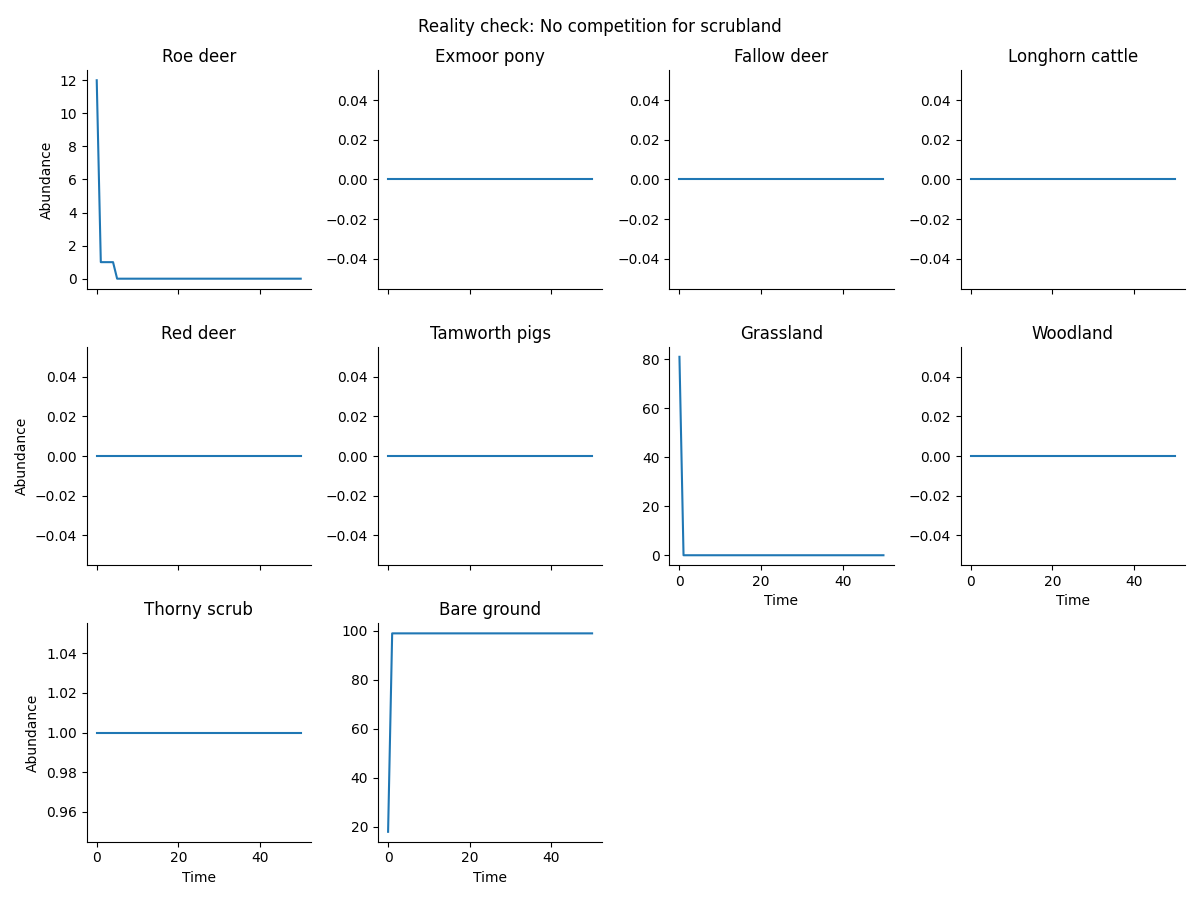 Reality check: No competition for scrubland
Roe deer
Exmoor pony
Fallow deer
Longhorn cattle
Abundance
12
10
8
6
4
2
0
0.04
0.02
0.00
−0.02
−0.04
0.04
0.02
0.00
−0.02
−0.04
0.04
0.02
0.00
−0.02
−0.04
Red deer
Tamworth pigs
Grassland
Woodland
Abundance
0.04
0.02
0.00
−0.02
−0.04
0.04
0.02
0.00
−0.02
−0.04
80
60
40
20
0
0 20 40
Time
0.04
0.02
0.00
−0.02
−0.04
0 20 40
Time
Thorny scrub
Bare ground
Abundance
1.04
1.02
1.00
0.98
0.96
0 20 40
Time
100
80
60
40
20
0 20 40
Time